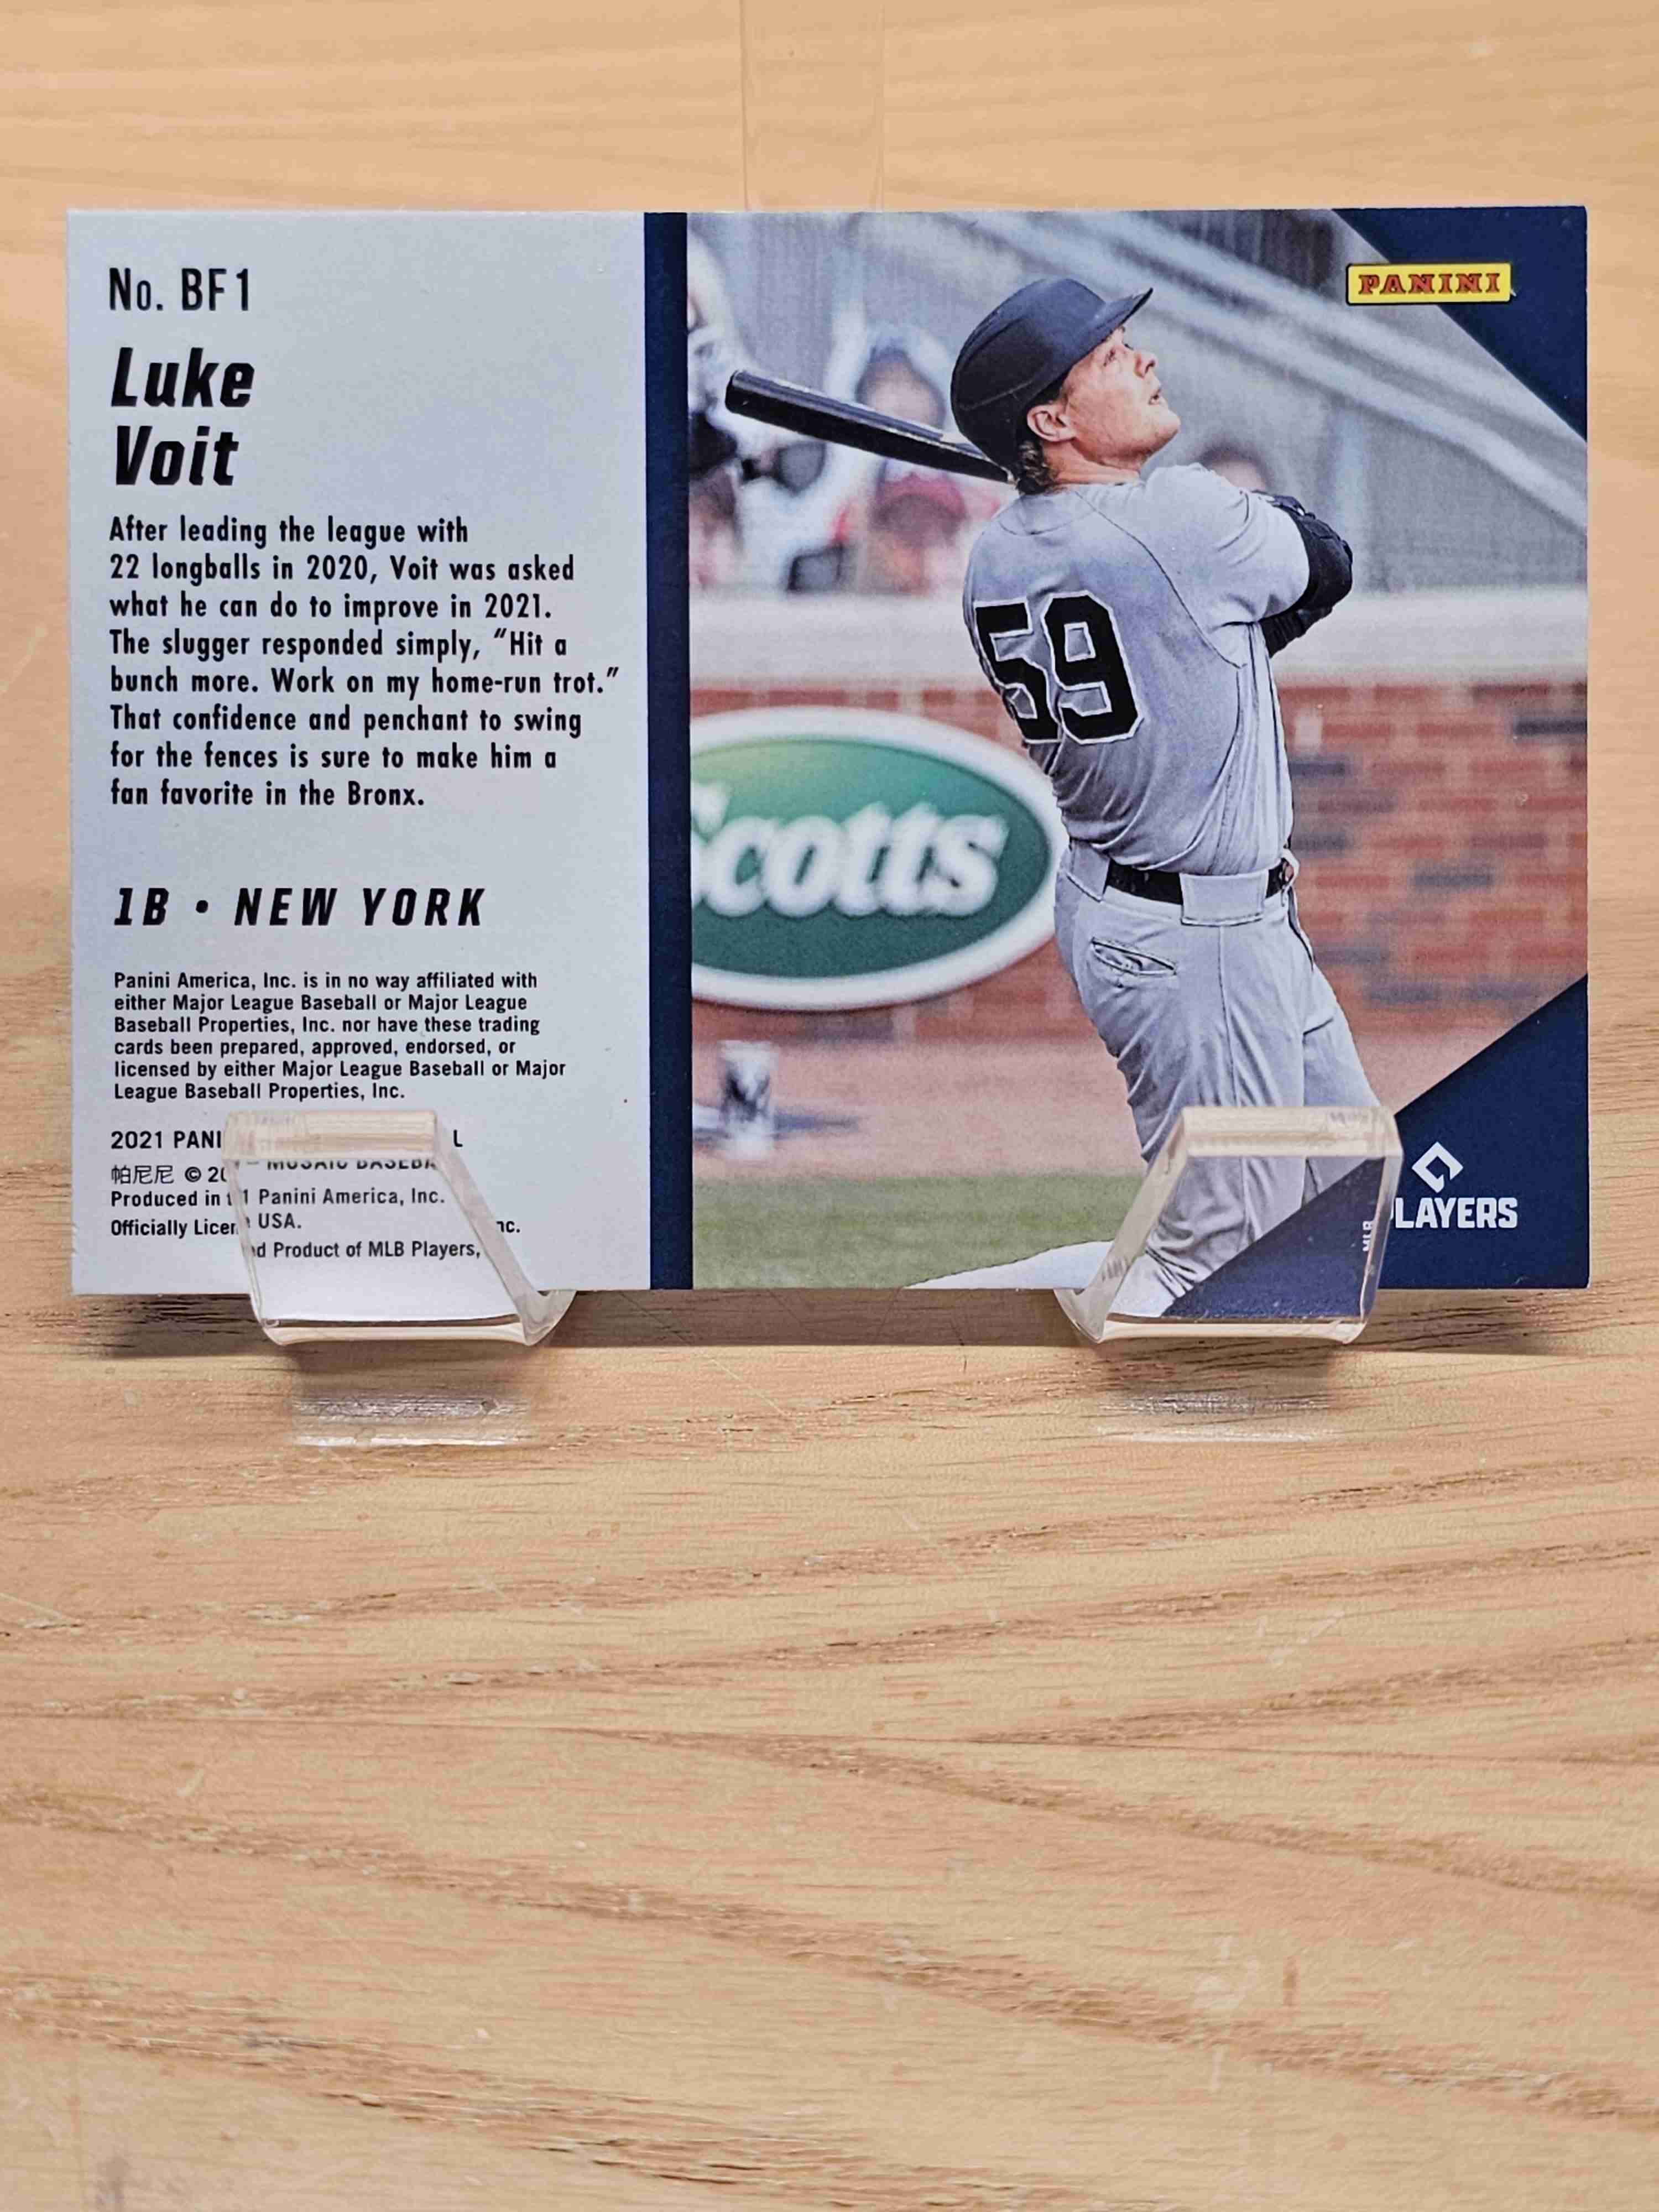 No. BF1
Luke
Voit
After leading the league with
22 longballs in 2020, Voit was asked
what he can do to improve in 2021.
The slugger responded simply, “Hit a
bunch more. Work on my home-run trot.”
That confidence and penchant to swing
for the fences is sure to make him a
fan favorite in the Bronx.
1B • NEW YORK
Panini America, Inc. is in no way affiliated with
either Major League Baseball or Major League
Baseball Properties, Inc. nor have these trading
cards been prepared, approved, endorsed, or
licensed by either Major League Baseball or Major
League Baseball Properties, Inc.
2021 PANI L
– MOSAIC BASEBA
帕尼尼 © 20
Produced in 1 Panini America, Inc.
USA.
Officially Licen nc.
d Product of MLB Players,
PANINI
59
Scotts
MLB
PLAYERS